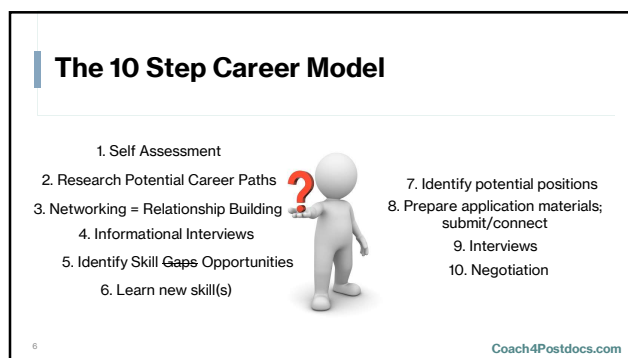 The 10 Step Career Model
1. Self Assessment
2. Research Potential Career Paths
3. Networking = Relationship Building
4. Informational Interviews
5. Identify Skill Gaps Opportunities
6. Learn new skill(s)
?
7. Identify potential positions
8. Prepare application materials;
submit/connect
9. Interviews
10. Negotiation
6
Coach4Postdocs.com